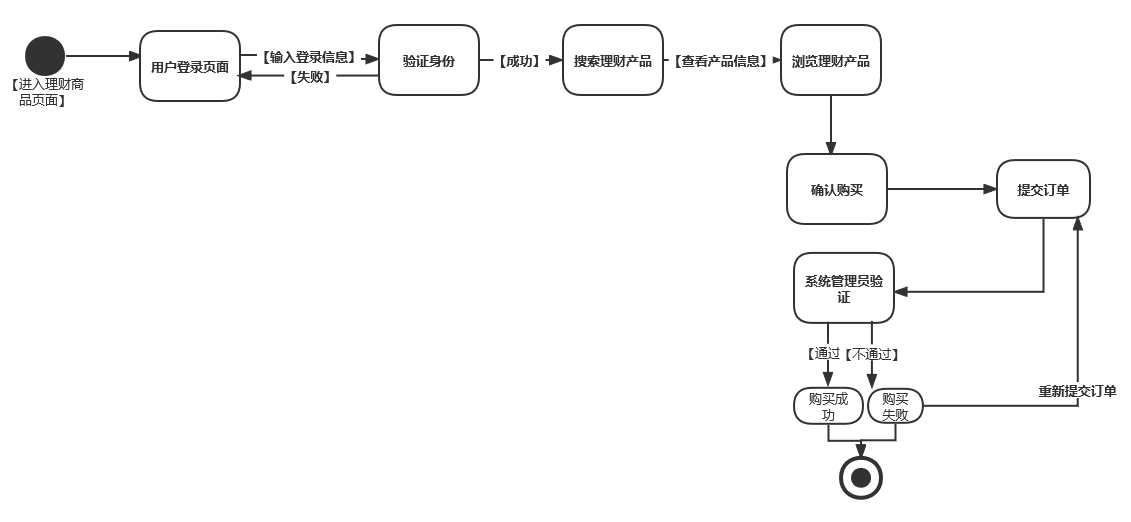 【进入理财商
品页面】
用户登录页面
【输入登录信息】
【失败】
验证身份
【成功】
搜索理财产品
【查看产品信息】
浏览理财产品
确认购买
提交订单
系统管理员验
证
【通过
【不通过】
购买成
功
购买
失败
重新提交订单